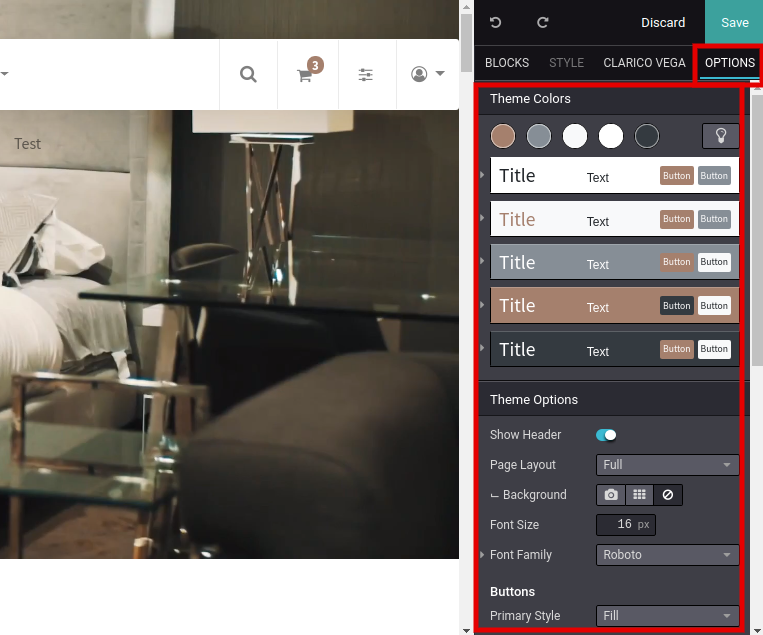 Discard Save
BLOCKS STYLE CLARICO VEGA OPTIONS
3
Test
Theme Colors
Title Text Button Button
Title Text Button Button
Title Text Button Button
Title Text Button Button
Title Text Button Button
Theme Options
Show Header
Page Layout Full
Background
Font Size 16 px
Font Family Roboto
Buttons
Primary Style Fill